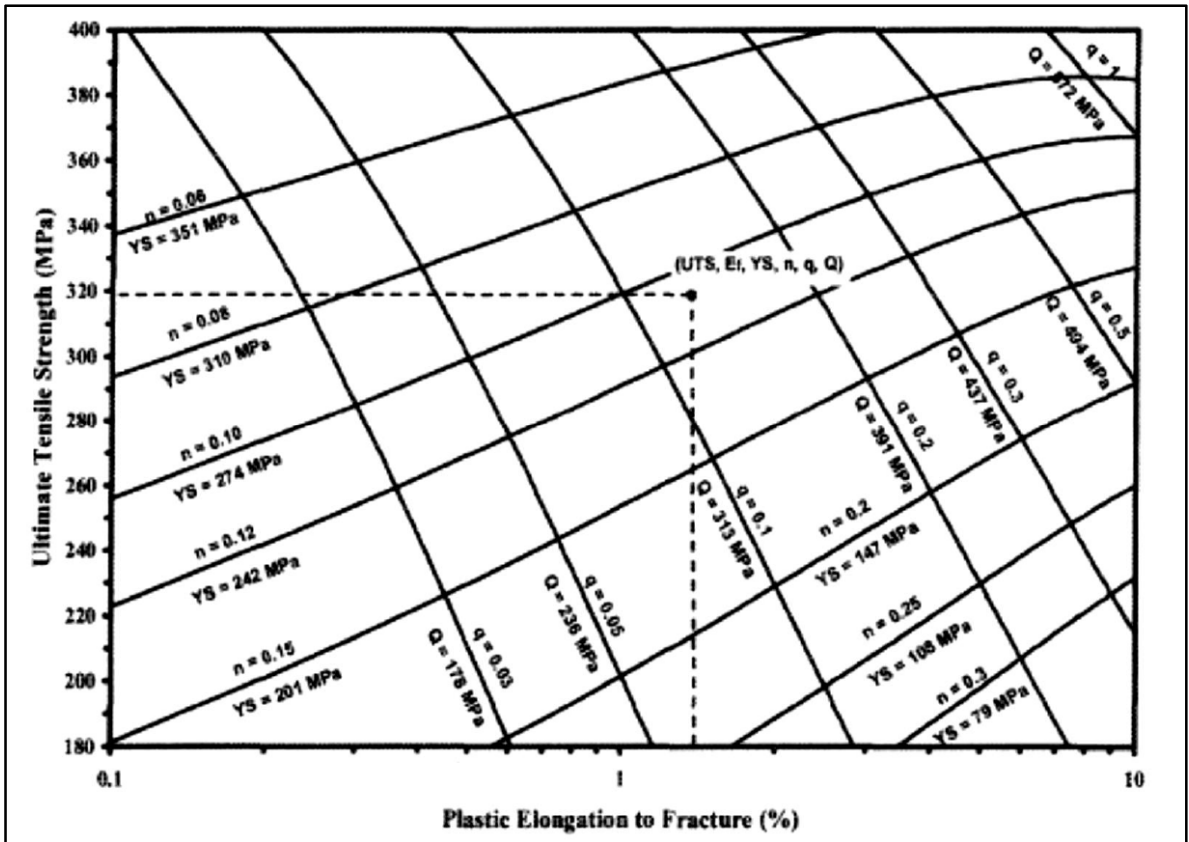 400
380
360
340
320
300
280
260
240
220
200
180
Ultimate Tensile Strength (MPa)
n = 0.06
YS = 351 MPa
n = 0.08
YS = 310 MPa
n = 0.10
YS = 274 MPa
n = 0.12
YS = 242 MPa
n = 0.15
YS = 201 MPa
(UTS, Ef, YS, n, q, Q)
q = 1
Q = 572 MPa
q = 0.5
Q = 494 MPa
q = 0.3
Q = 437 MPa
q = 0.2
Q = 391 MPa
q = 0.1
Q = 313 MPa
q = 0.05
Q = 236 MPa
q = 0.03
Q = 178 MPa
n = 0.2
YS = 147 MPa
n = 0.25
YS = 108 MPa
n = 0.3
YS = 79 MPa
0.1 1 10
Plastic Elongation to Fracture (%)